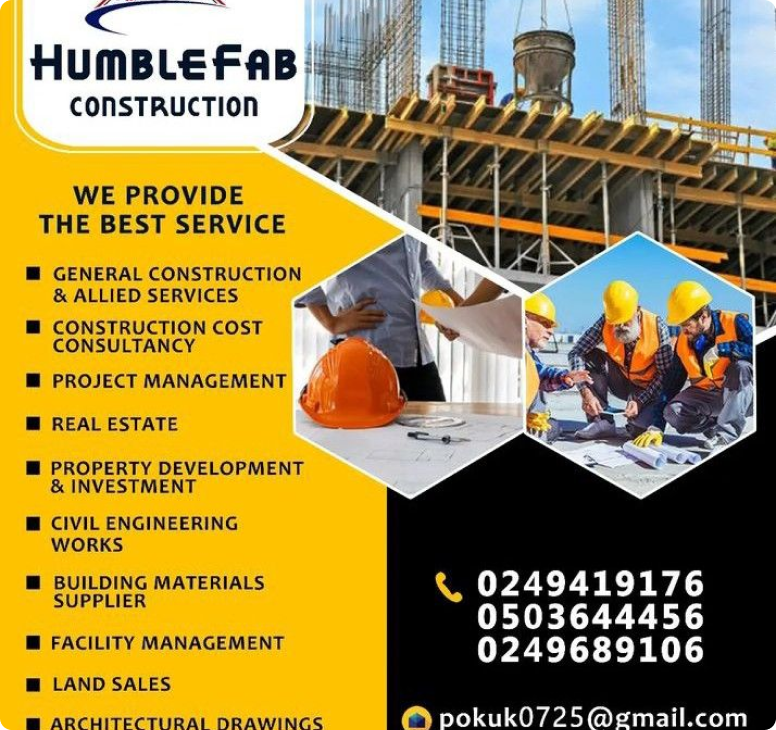 HUMBLEFAB
CONSTRUCTION
WE PROVIDE
THE BEST SERVICE
GENERAL CONSTRUCTION
& ALLIED SERVICES
CONSTRUCTION COST
CONSULTANCY
PROJECT MANAGEMENT
REAL ESTATE
PROPERTY DEVELOPMENT
& INVESTMENT
CIVIL ENGINEERING
WORKS
BUILDING MATERIALS
SUPPLIER
FACILITY MANAGEMENT
LAND SALES
ARCHITECTURAL DRAWINGS
0249419176
0503644456
0249689106
pokuk0725@gmail.com